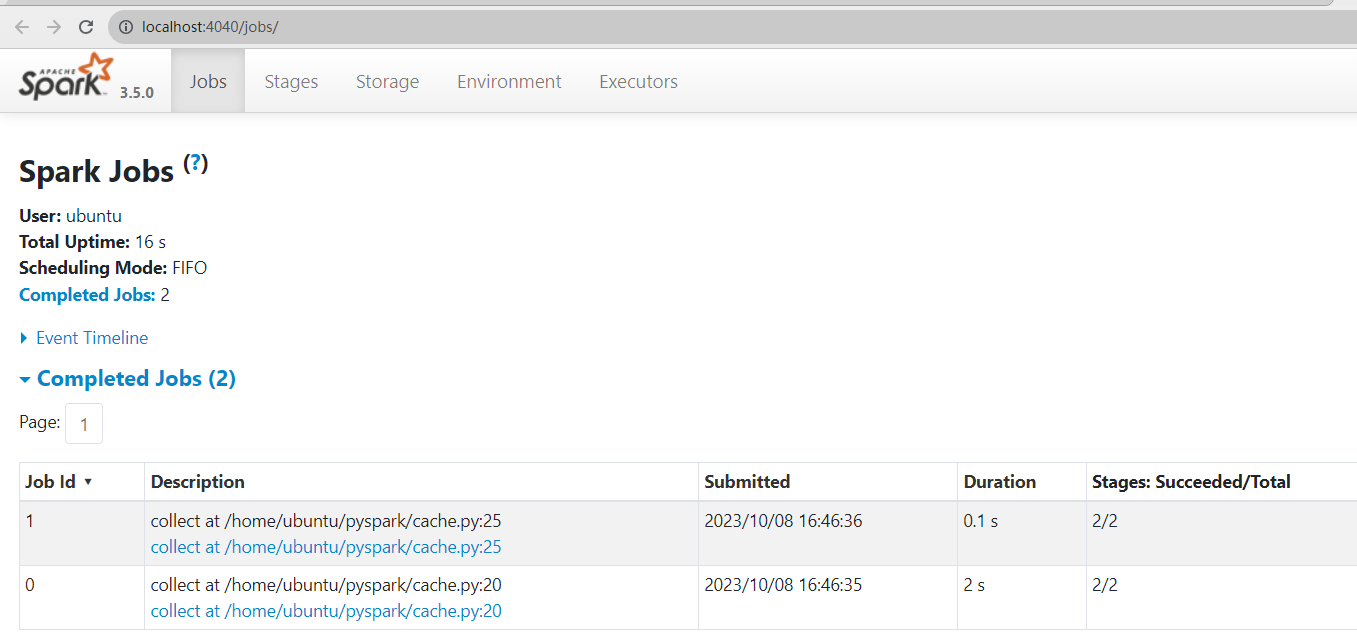 localhost:4040/jobs/
APACHE
Spark 3.5.0 Jobs Stages Storage Environment Executors
Spark Jobs (?)
User: ubuntu
Total Uptime: 16 s
Scheduling Mode: FIFO
Completed Jobs: 2
Event Timeline
Completed Jobs (2)
Page: 1
Job Id ▾ Description Submitted Duration Stages: Succeeded/Total
1 collect at /home/ubuntu/pyspark/cache.py:25 2023/10/08 16:46:36 0.1 s 2/2
collect at /home/ubuntu/pyspark/cache.py:25
0 collect at /home/ubuntu/pyspark/cache.py:20 2023/10/08 16:46:35 2 s 2/2
collect at /home/ubuntu/pyspark/cache.py:20